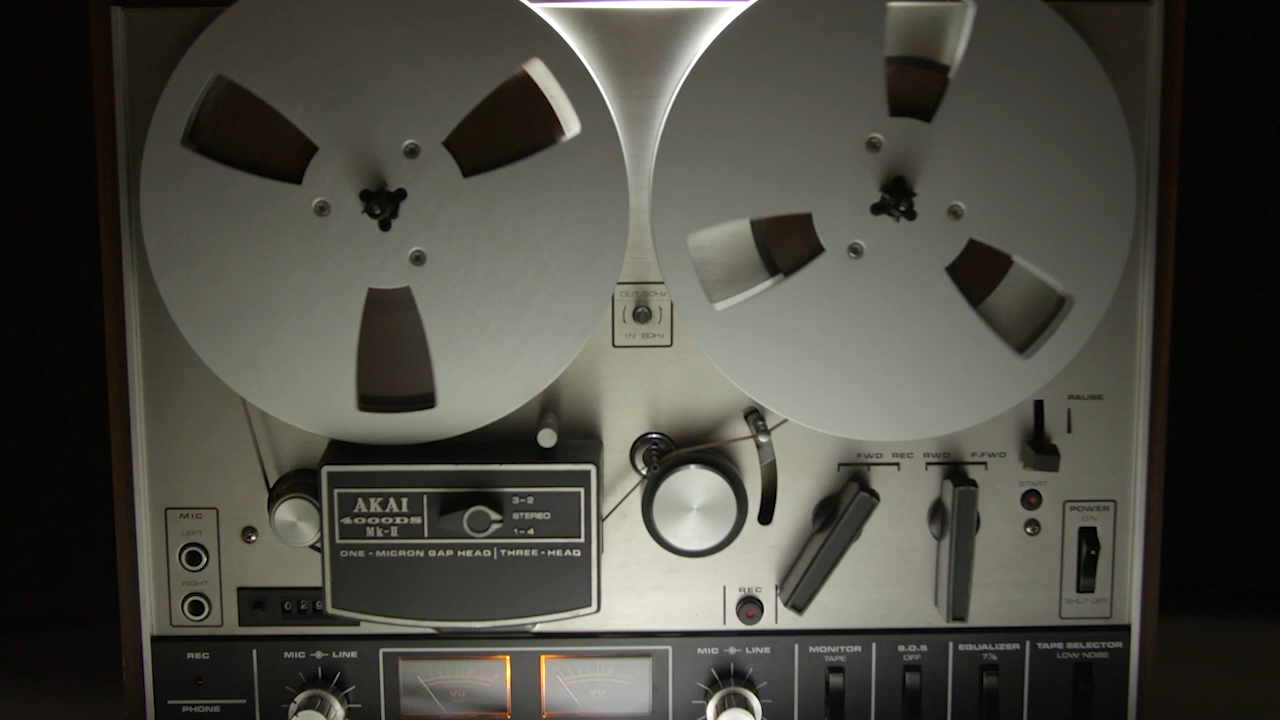 OUT 50Hz
IN 60Hz
PAUSE
FWD REC RWD F.FWD
START
MIC
LEFT
RIGHT
AKAI
4000DS
Mk-II
3-2
STEREO
1-4
ONE-MICRON GAP HEAD THREE-HEAD
POWER
ON
SHUT OFF
REC
REC
PHONE
MIC LINE
VU
VU
MIC LINE
MONITOR
TAPE
S.O.S
OFF
EQUALIZER
7½
TAPE SELECTOR
LOW NOISE